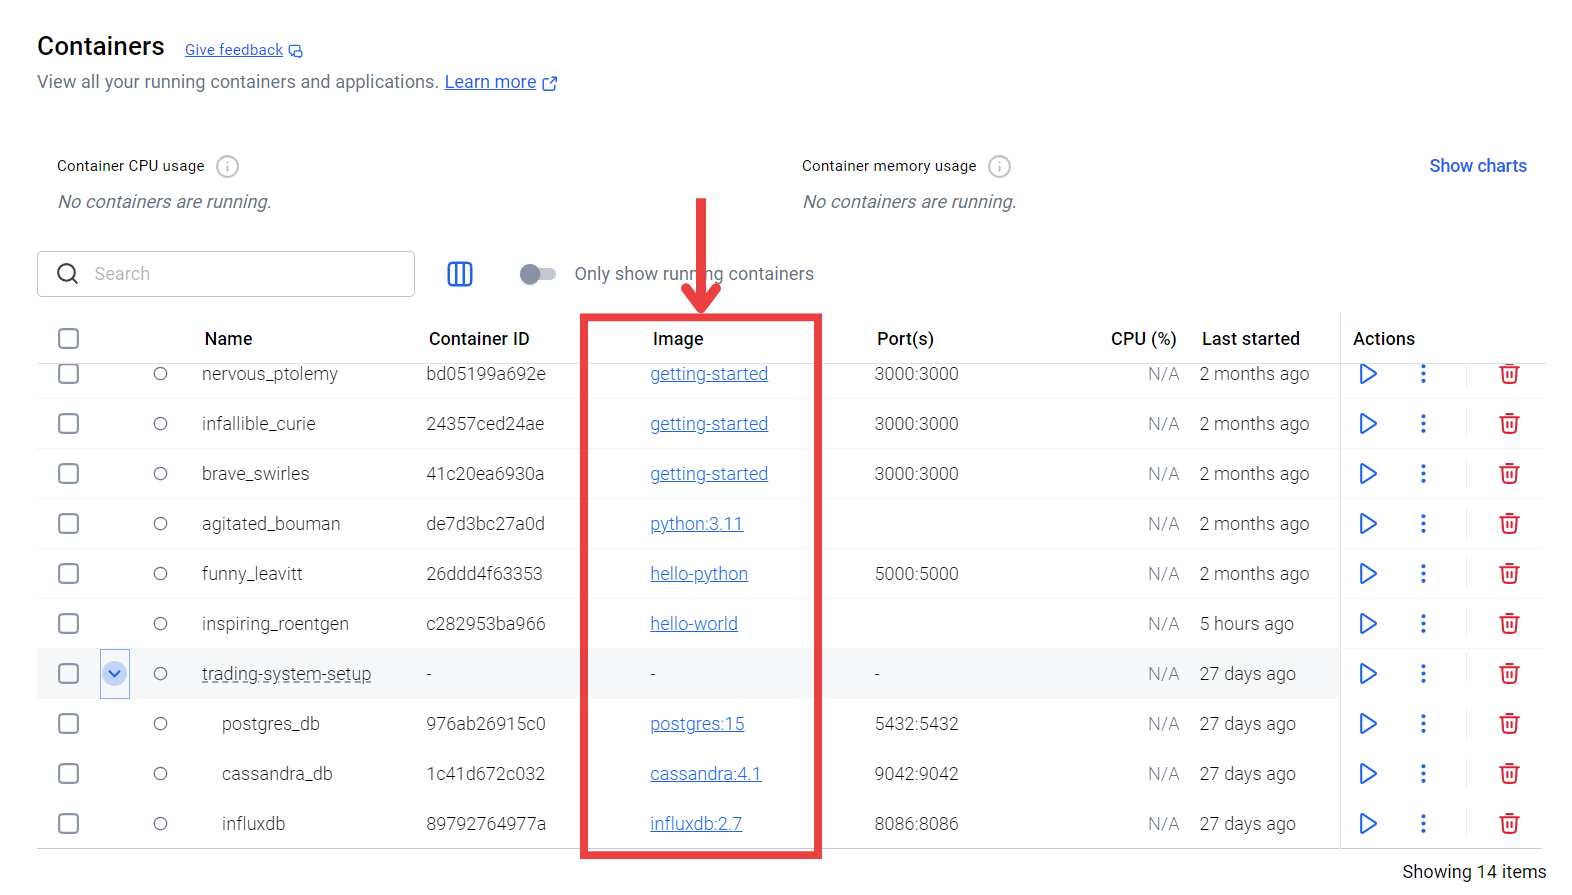 Containers Give feedback
View all your running containers and applications. Learn more
Container CPU usage Container memory usage Show charts
No containers are running. No containers are running.
Search Only show running containers
Name Container ID Image Port(s) CPU (%) Last started Actions
nervous_ptolemy bd05199a692e getting-started 3000:3000 N/A 2 months ago
infallible_curie 24357ced24ae getting-started 3000:3000 N/A 2 months ago
brave_swirles 41c20ea6930a getting-started 3000:3000 N/A 2 months ago
agitated_bouman de7d3bc27a0d python:3.11 N/A 2 months ago
funny_leavitt 26ddd4f63353 hello-python 5000:5000 N/A 2 months ago
inspiring_roentgen c282953ba966 hello-world N/A 5 hours ago
trading-system-setup - - - N/A 27 days ago
postgres_db 976ab26915c0 postgres:15 5432:5432 N/A 27 days ago
cassandra_db 1c41d672c032 cassandra:4.1 9042:9042 N/A 27 days ago
influxdb 89792764977a influxdb:2.7 8086:8086 N/A 27 days ago
Showing 14 items